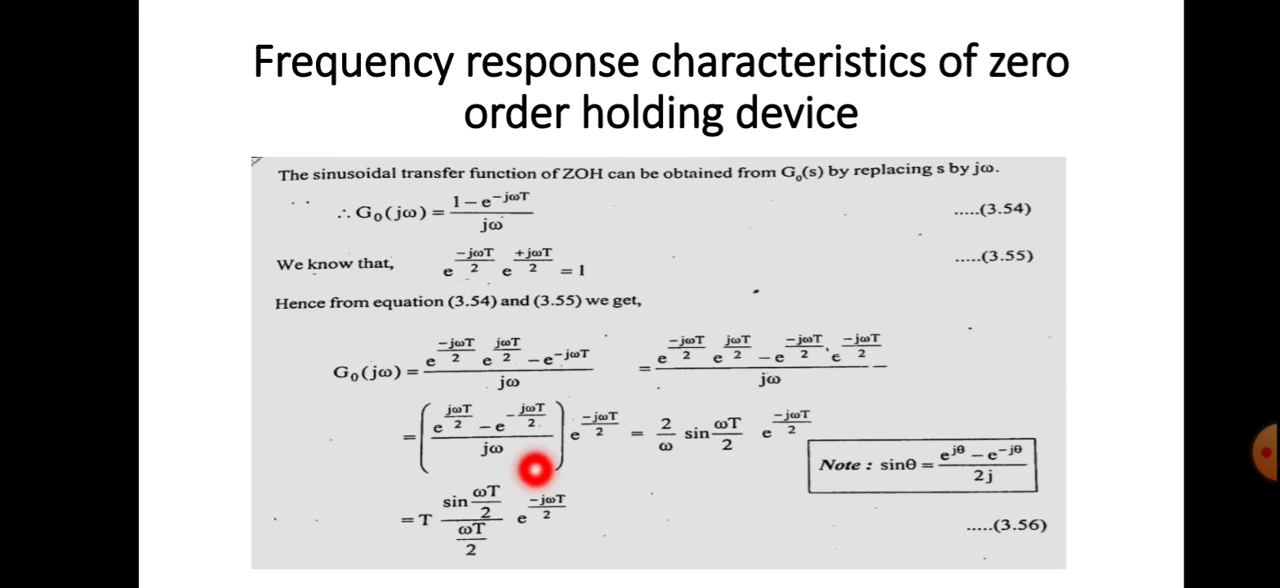 Frequency response characteristics of zero
order holding device
The sinusoidal transfer function of ZOH can be obtained from G₀(s) by replacing s by jω.
∴ G₀(jω) = (1 − e^(−jωT)) / jω .....(3.54)
We know that, e^(−jωT/2) e^(+jωT/2) = 1 .....(3.55)
Hence from equation (3.54) and (3.55) we get,
G₀(jω) = (e^(−jωT/2) e^(jωT/2) − e^(−jωT)) / jω = (e^(−jωT/2) e^(jωT/2) − e^(−jωT/2) · e^(−jωT/2)) / jω
= ((e^(jωT/2) − e^(−jωT/2)) / jω) e^(−jωT/2) = (2/ω) sin (ωT/2) e^(−jωT/2)
Note : sinθ = (e^(jθ) − e^(−jθ)) / 2j
= T (sin (ωT/2) / (ωT/2)) e^(−jωT/2) .....(3.56)